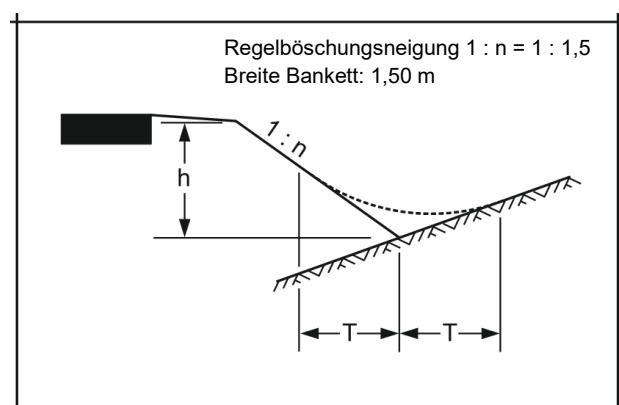 Regelböschungsneigung 1 : n = 1 : 1,5
Breite Bankett: 1,50 m
1 : n
h
T
T